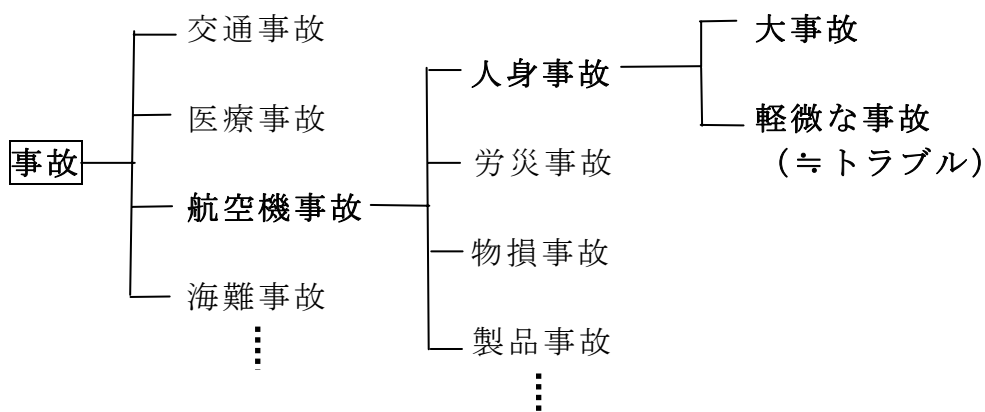 事故
交通事故
医療事故
航空機事故
海難事故
人身事故
労災事故
物損事故
製品事故
大事故
軽微な事故
(≒トラブル)